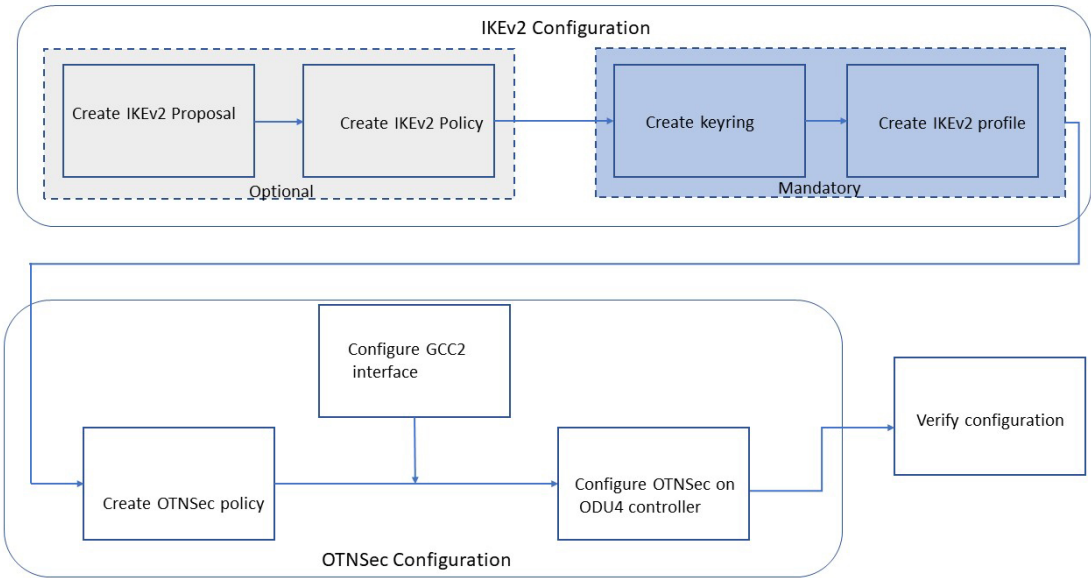 IKEv2 Configuration
Create IKEv2 Proposal
Create IKEv2 Policy
Optional
Create keyring
Create IKEv2 profile
Mandatory
Configure GCC2
interface
Create OTNSec policy
Configure OTNSec on
ODU4 controller
Verify configuration
OTNSec Configuration